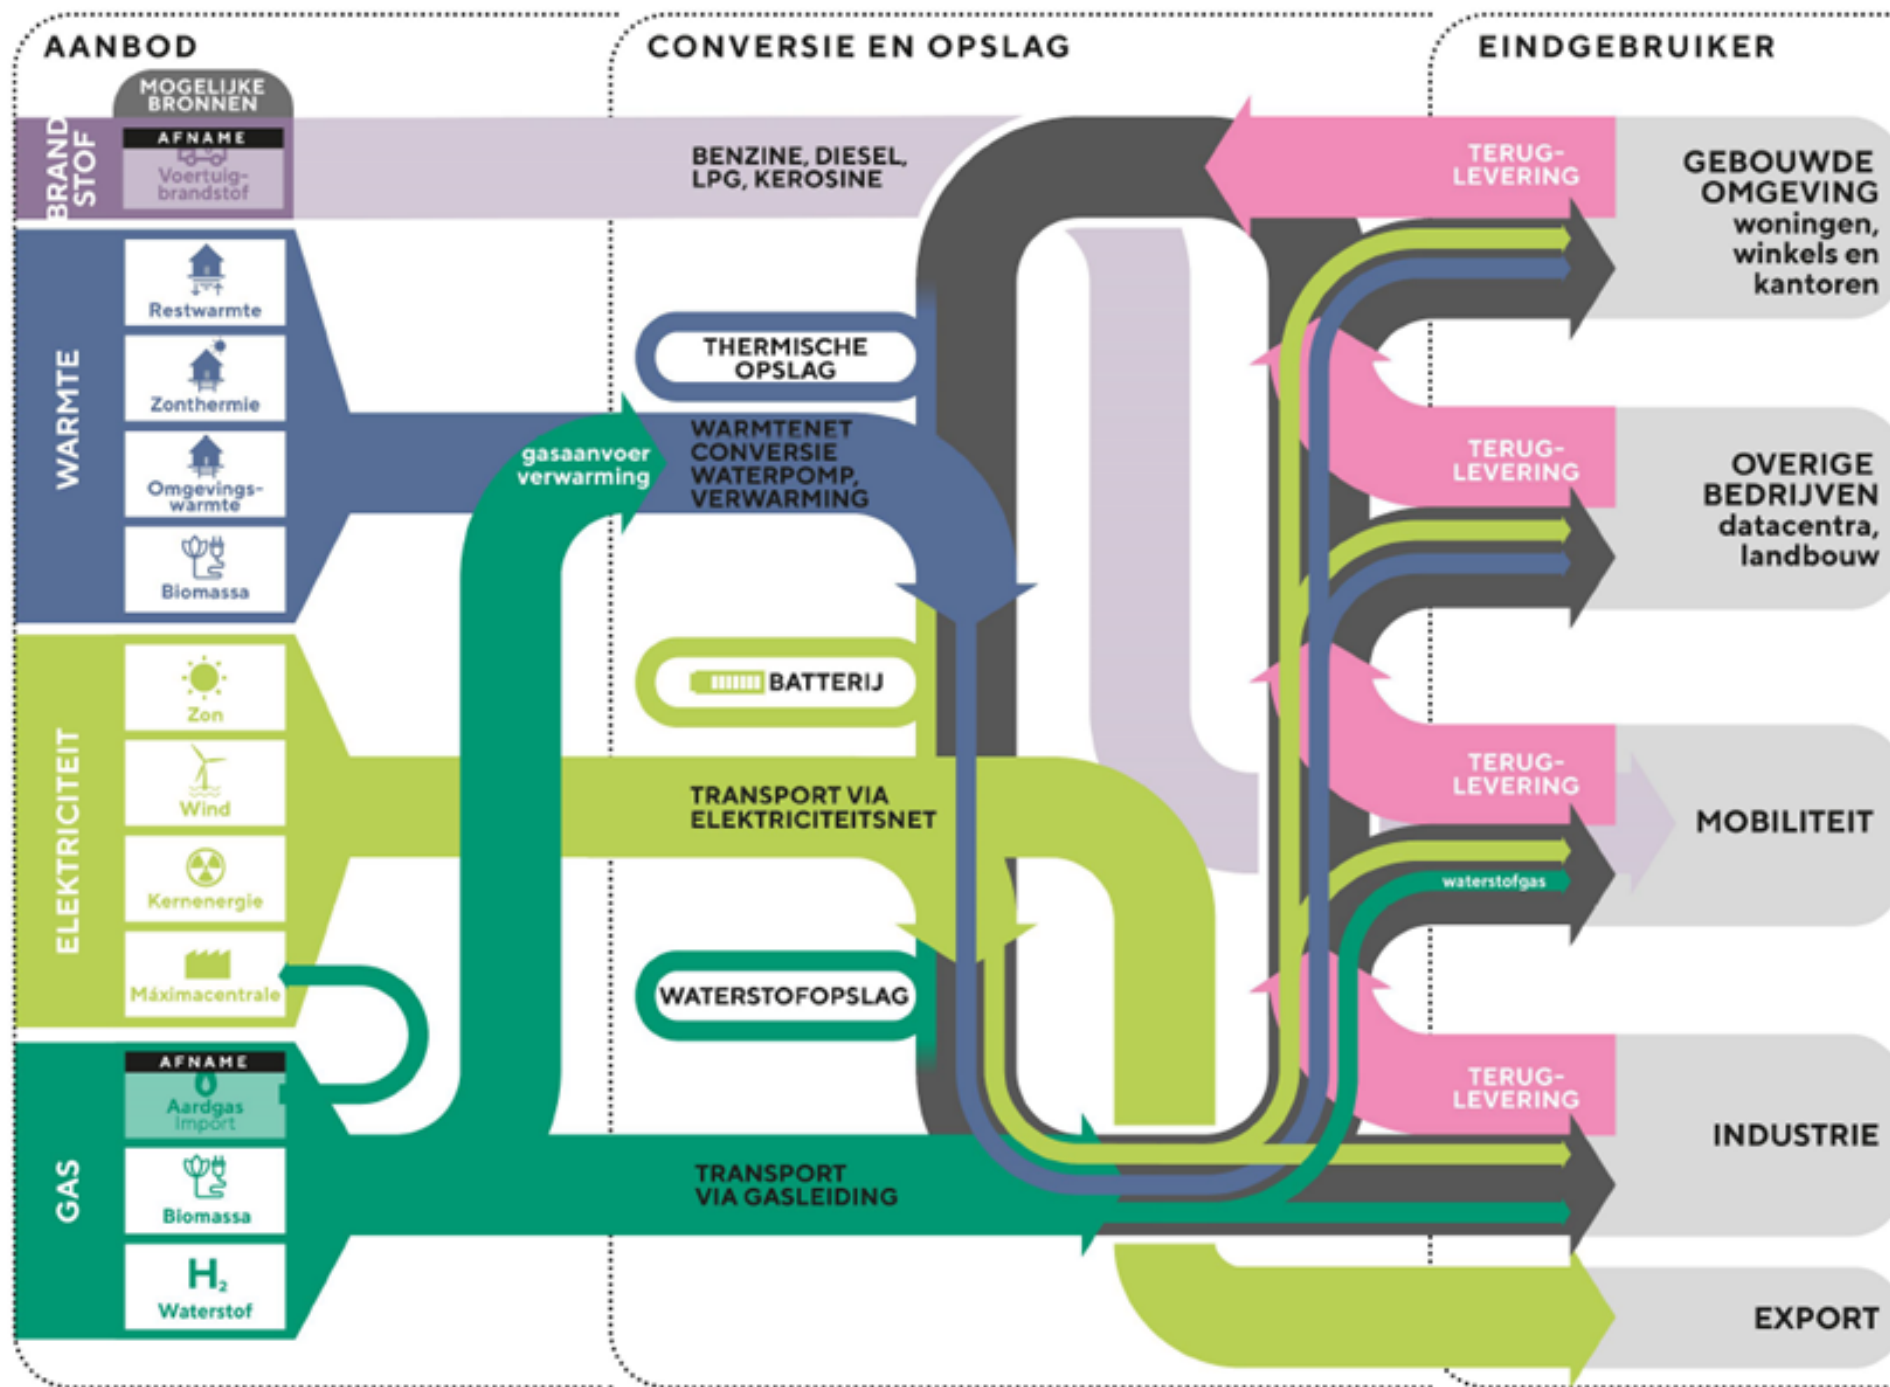 AANBOD
MOGELIJKE
BRONNEN
BRAND
STOF
AFNAME
Voertuig-
brandstof
WARMTE
Restwarmte
Zonthermie
Omgevings-
warmte
Biomassa
ELEKTRICITEIT
Zon
Wind
Kernenergie
Máximacentrale
GAS
AFNAME
Aardgas
Import
Biomassa
H₂
Waterstof
CONVERSIE EN OPSLAG
BENZINE, DIESEL,
LPG, KEROSINE
THERMISCHE
OPSLAG
gasaanvoer
verwarming
WARMTENET
CONVERSIE
WATERPOMP,
VERWARMING
BATTERIJ
TRANSPORT VIA
ELEKTRICITEITSNET
WATERSTOFOPSLAG
TRANSPORT
VIA GASLEIDING
EINDGEBRUIKER
TERUG-
LEVERING
GEBOUWDE
OMGEVING
woningen,
winkels en
kantoren
TERUG-
LEVERING
OVERIGE
BEDRIJVEN
datacentra,
landbouw
TERUG-
LEVERING
MOBILITEIT
waterstofgas
TERUG-
LEVERING
INDUSTRIE
EXPORT